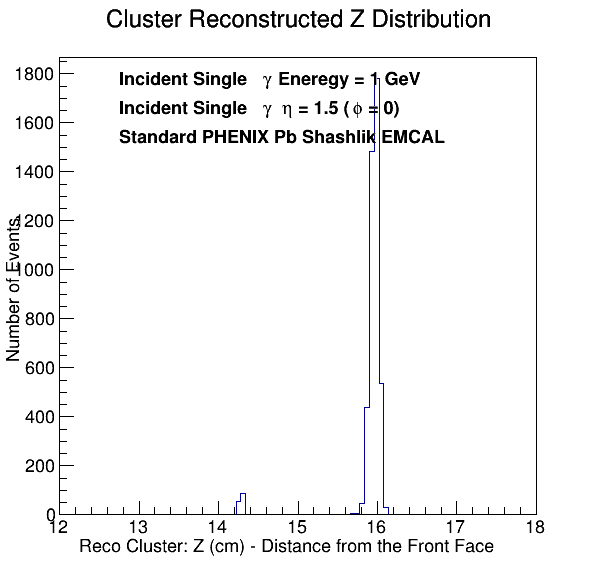 Cluster Reconstructed Z Distribution
Incident Single γ Eneregy = 1 GeV
Incident Single γ η = 1.5 ( ϕ = 0)
Standard PHENIX Pb Shashlik EMCAL
Number of Events
1800
1600
1400
1200
1000
800
600
400
200
0
12 13 14 15 16 17 18
Reco Cluster: Z (cm) - Distance from the Front Face